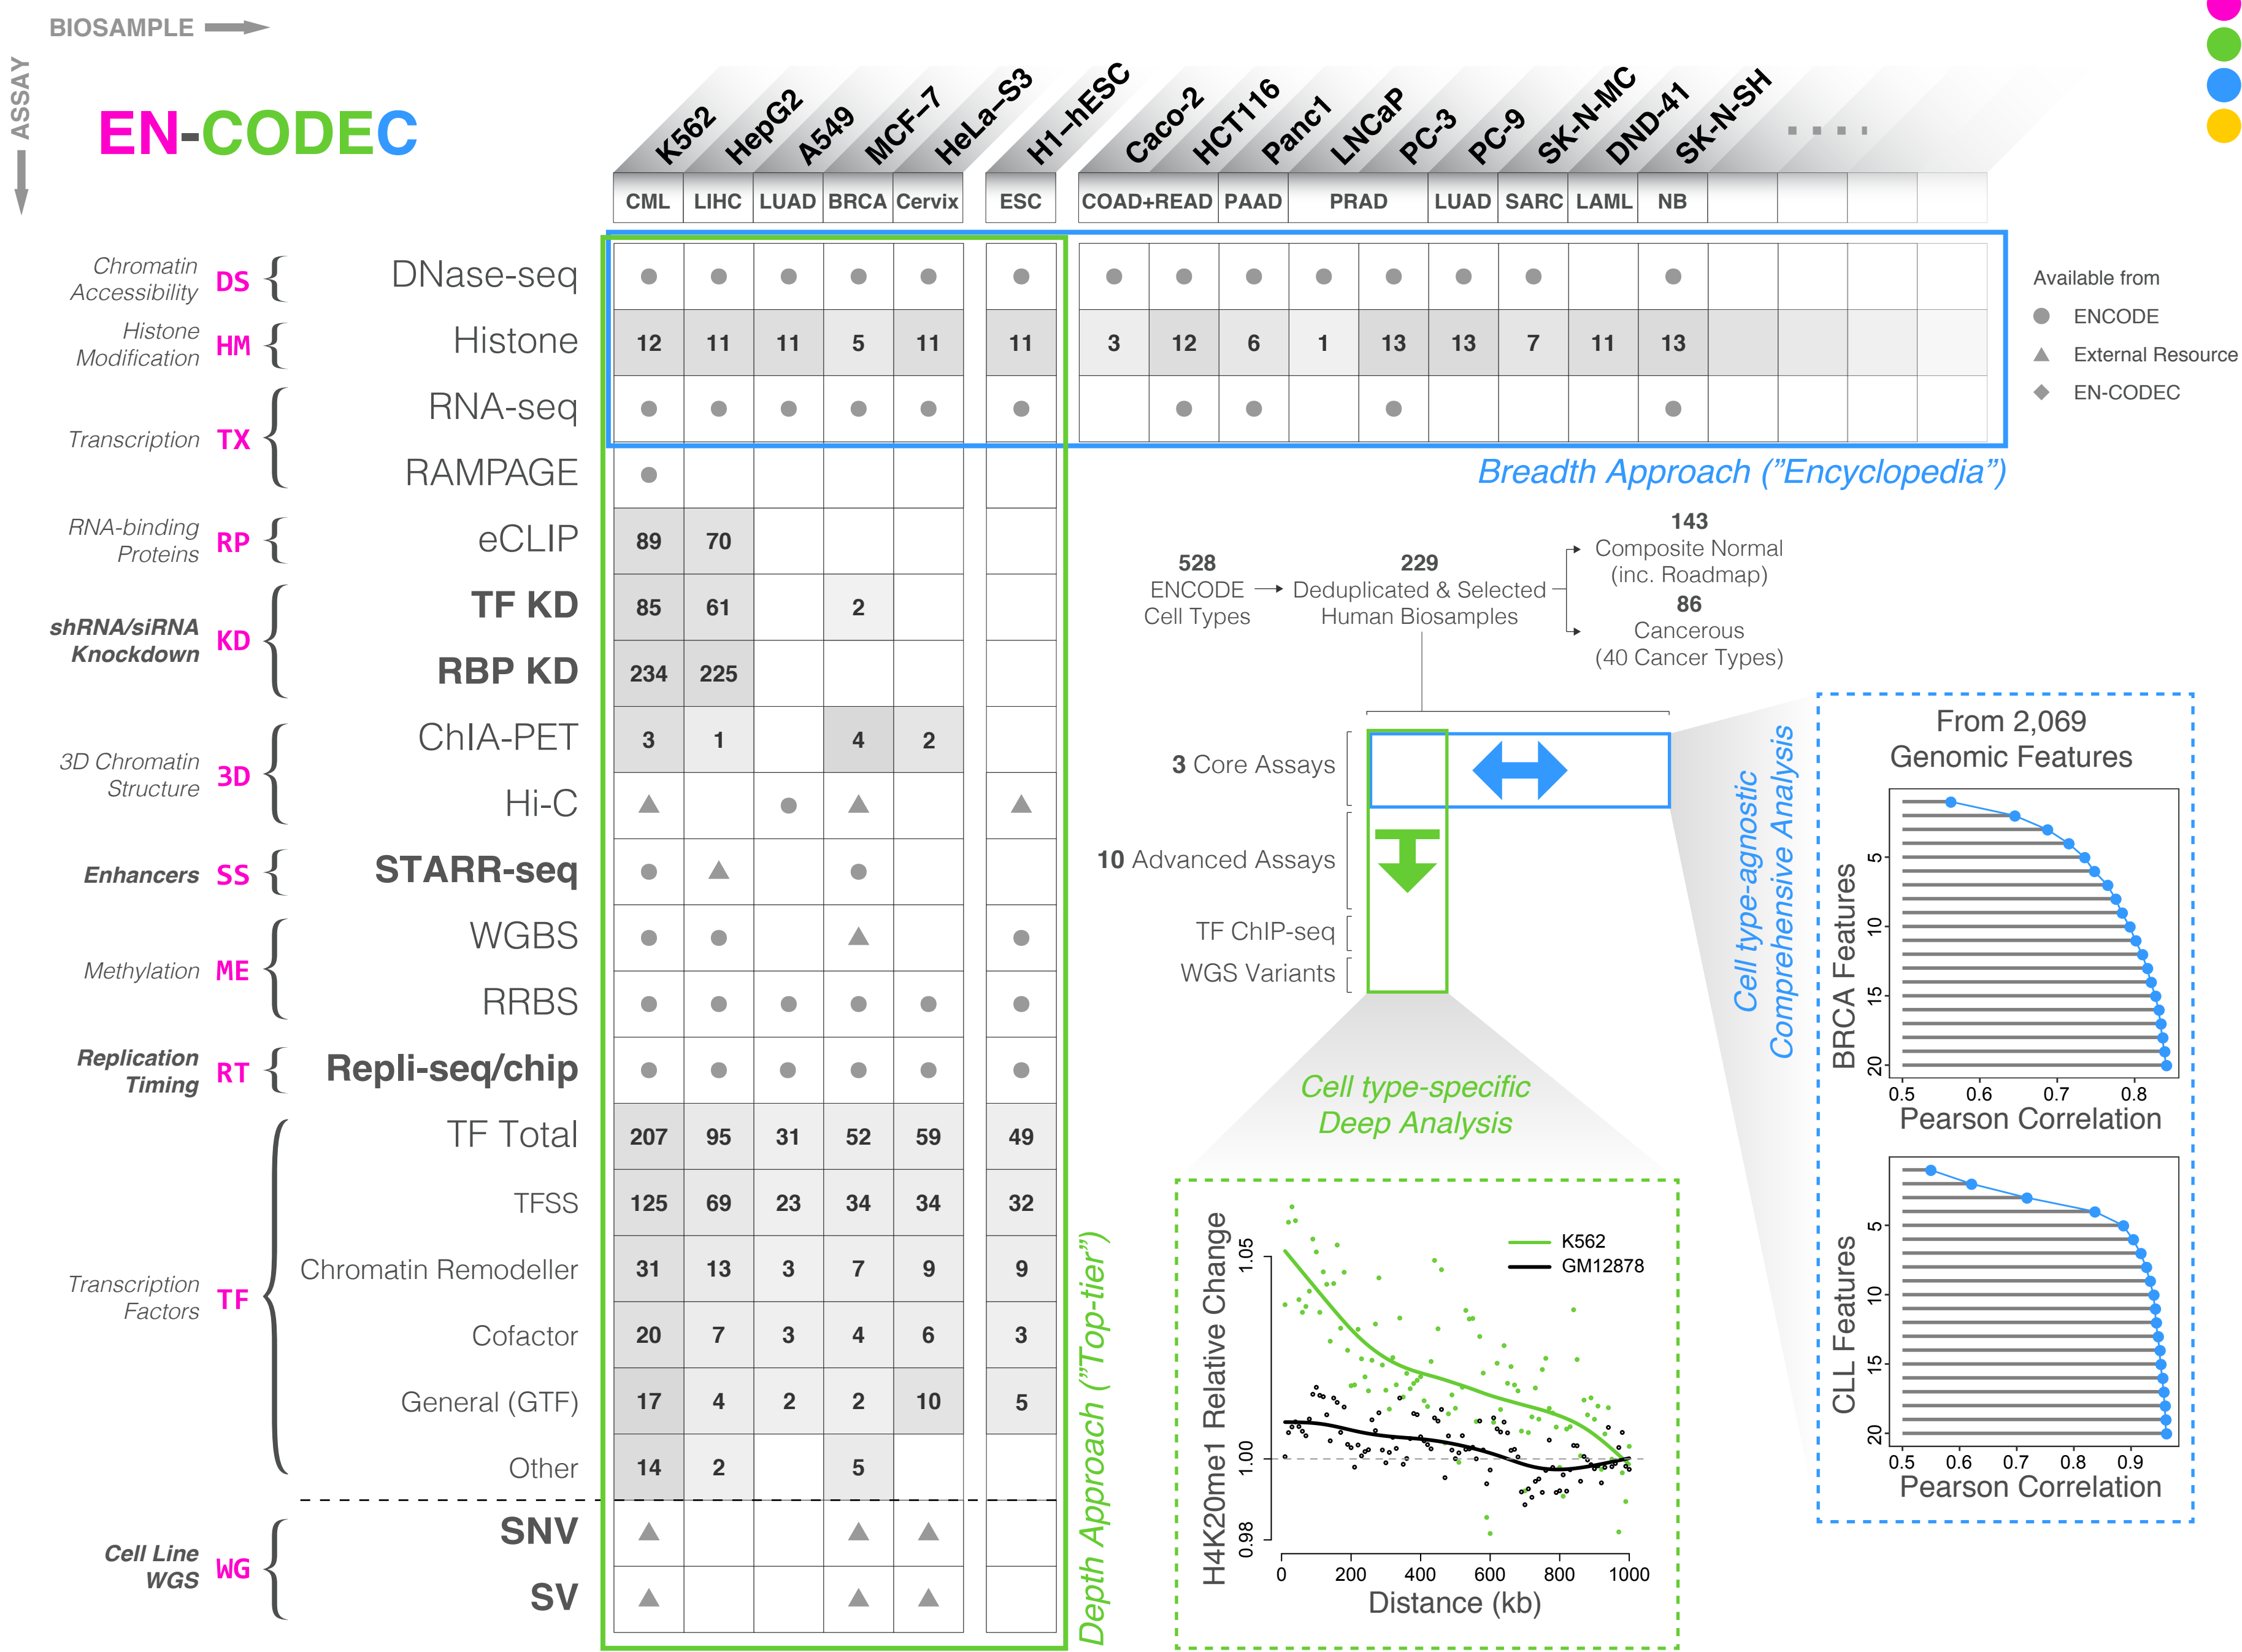 BIOSAMPLE
ASSAY
EN-CODEC
K562
HepG2
A549
MCF–7
HeLa–S3
H1–hESC
Caco-2
HCT116
Panc1
LNCaP
PC-3
PC-9
SK-N-MC
DND-41
SK-N-SH
....
CML LIHC LUAD BRCA Cervix ESC COAD+READ PAAD PRAD LUAD SARC LAML NB
Chromatin
Accessibility
DS
DNase-seq
Histone
Modification
HM
Histone 12 11 11 5 11 11 3 12 6 1 13 13 7 11 13
Transcription
TX
RNA-seq
RAMPAGE
RNA-binding
Proteins
RP
eCLIP 89 70
shRNA/siRNA
Knockdown
KD
TF KD 85 61 2
RBP KD 234 225
3D Chromatin
Structure
3D
ChIA-PET 3 1 4 2
Hi-C
Enhancers
SS
STARR-seq
Methylation
ME
WGBS
RRBS
Replication
Timing
RT
Repli-seq/chip
Transcription
Factors
TF
TF Total 207 95 31 52 59 49
TFSS 125 69 23 34 34 32
Chromatin Remodeller 31 13 3 7 9 9
Cofactor 20 7 3 4 6 3
General (GTF) 17 4 2 2 10 5
Other 14 2 5
Cell Line
WGS
WG
SNV
SV
Depth Approach ("Top-tier")
Available from
ENCODE
External Resource
EN-CODEC
Breadth Approach ("Encyclopedia")
528
ENCODE
Cell Types
229
Deduplicated & Selected
Human Biosamples
143
Composite Normal
(inc. Roadmap)
86
Cancerous
(40 Cancer Types)
3 Core Assays
10 Advanced Assays
TF ChIP-seq
WGS Variants
Cell type-specific
Deep Analysis
Cell type-agnostic
Comprehensive Analysis
H4K20me1 Relative Change
1.05
1.00
0.98
K562
GM12878
0 200 400 600 800 1000
Distance (kb)
From 2,069
Genomic Features
BRCA Features
5
10
15
20
0.5 0.6 0.7 0.8
Pearson Correlation
CLL Features
5
10
15
20
0.5 0.6 0.7 0.8 0.9
Pearson Correlation